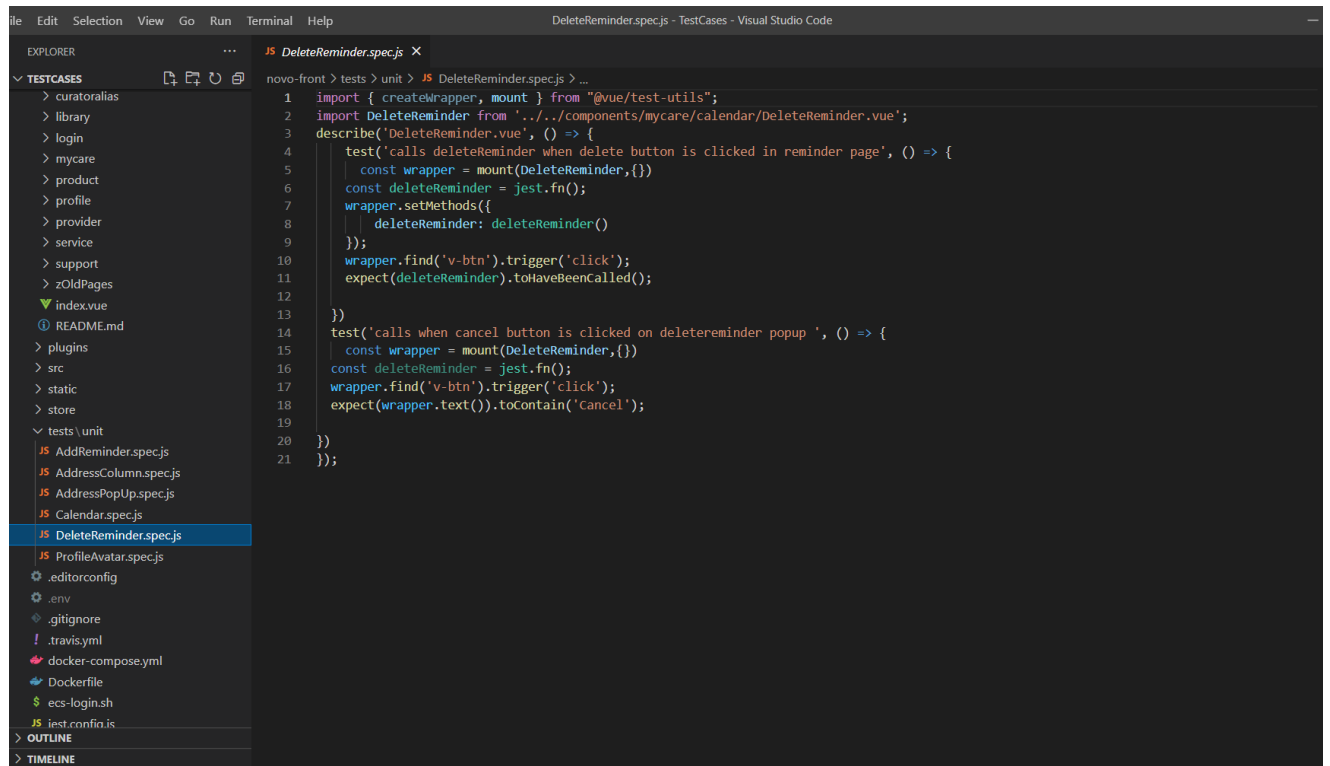 ile Edit Selection View Go Run Terminal Help DeleteReminder.spec.js - TestCases - Visual Studio Code
EXPLORER ...
JS DeleteReminder.spec.js
TESTCASES
novo-front > tests > unit > JS DeleteReminder.spec.js > ...
> curatoralias
> library
> login
> mycare
> product
> profile
> provider
> service
> support
> zOldPages
index.vue
README.md
> plugins
> src
> static
> store
tests\unit
JS AddReminder.spec.js
JS AddressColumn.spec.js
JS AddressPopUp.spec.js
JS Calendar.spec.js
JS DeleteReminder.spec.js
JS ProfileAvatar.spec.js
.editorconfig
.env
.gitignore
! .travis.yml
docker-compose.yml
Dockerfile
$ ecs-login.sh
JS jest.config.js
> OUTLINE
> TIMELINE
1 import { createWrapper, mount } from "@vue/test-utils";
2 import DeleteReminder from '../../components/mycare/calendar/DeleteReminder.vue';
3 describe('DeleteReminder.vue', () => {
4 test('calls deleteReminder when delete button is clicked in reminder page', () => {
5 const wrapper = mount(DeleteReminder,{})
6 const deleteReminder = jest.fn();
7 wrapper.setMethods({
8 deleteReminder: deleteReminder()
9 });
10 wrapper.find('v-btn').trigger('click');
11 expect(deleteReminder).toHaveBeenCalled();
12
13 })
14 test('calls when cancel button is clicked on deletereminder popup ', () => {
15 const wrapper = mount(DeleteReminder,{})
16 const deleteReminder = jest.fn();
17 wrapper.find('v-btn').trigger('click');
18 expect(wrapper.text()).toContain('Cancel');
19
20 })
21 });